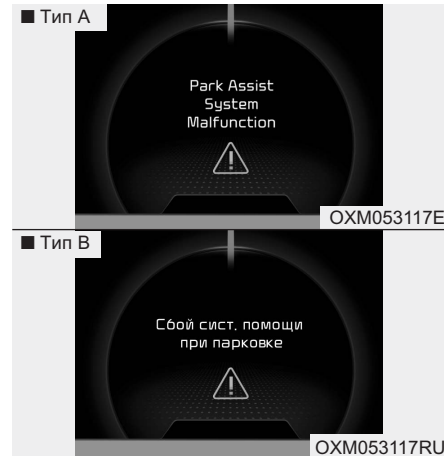 ■ Тип A
Park Assist
System
Malfunction
OXM053117E
■ Тип B
Сбой сист. помощи
при парковке
OXM053117RU